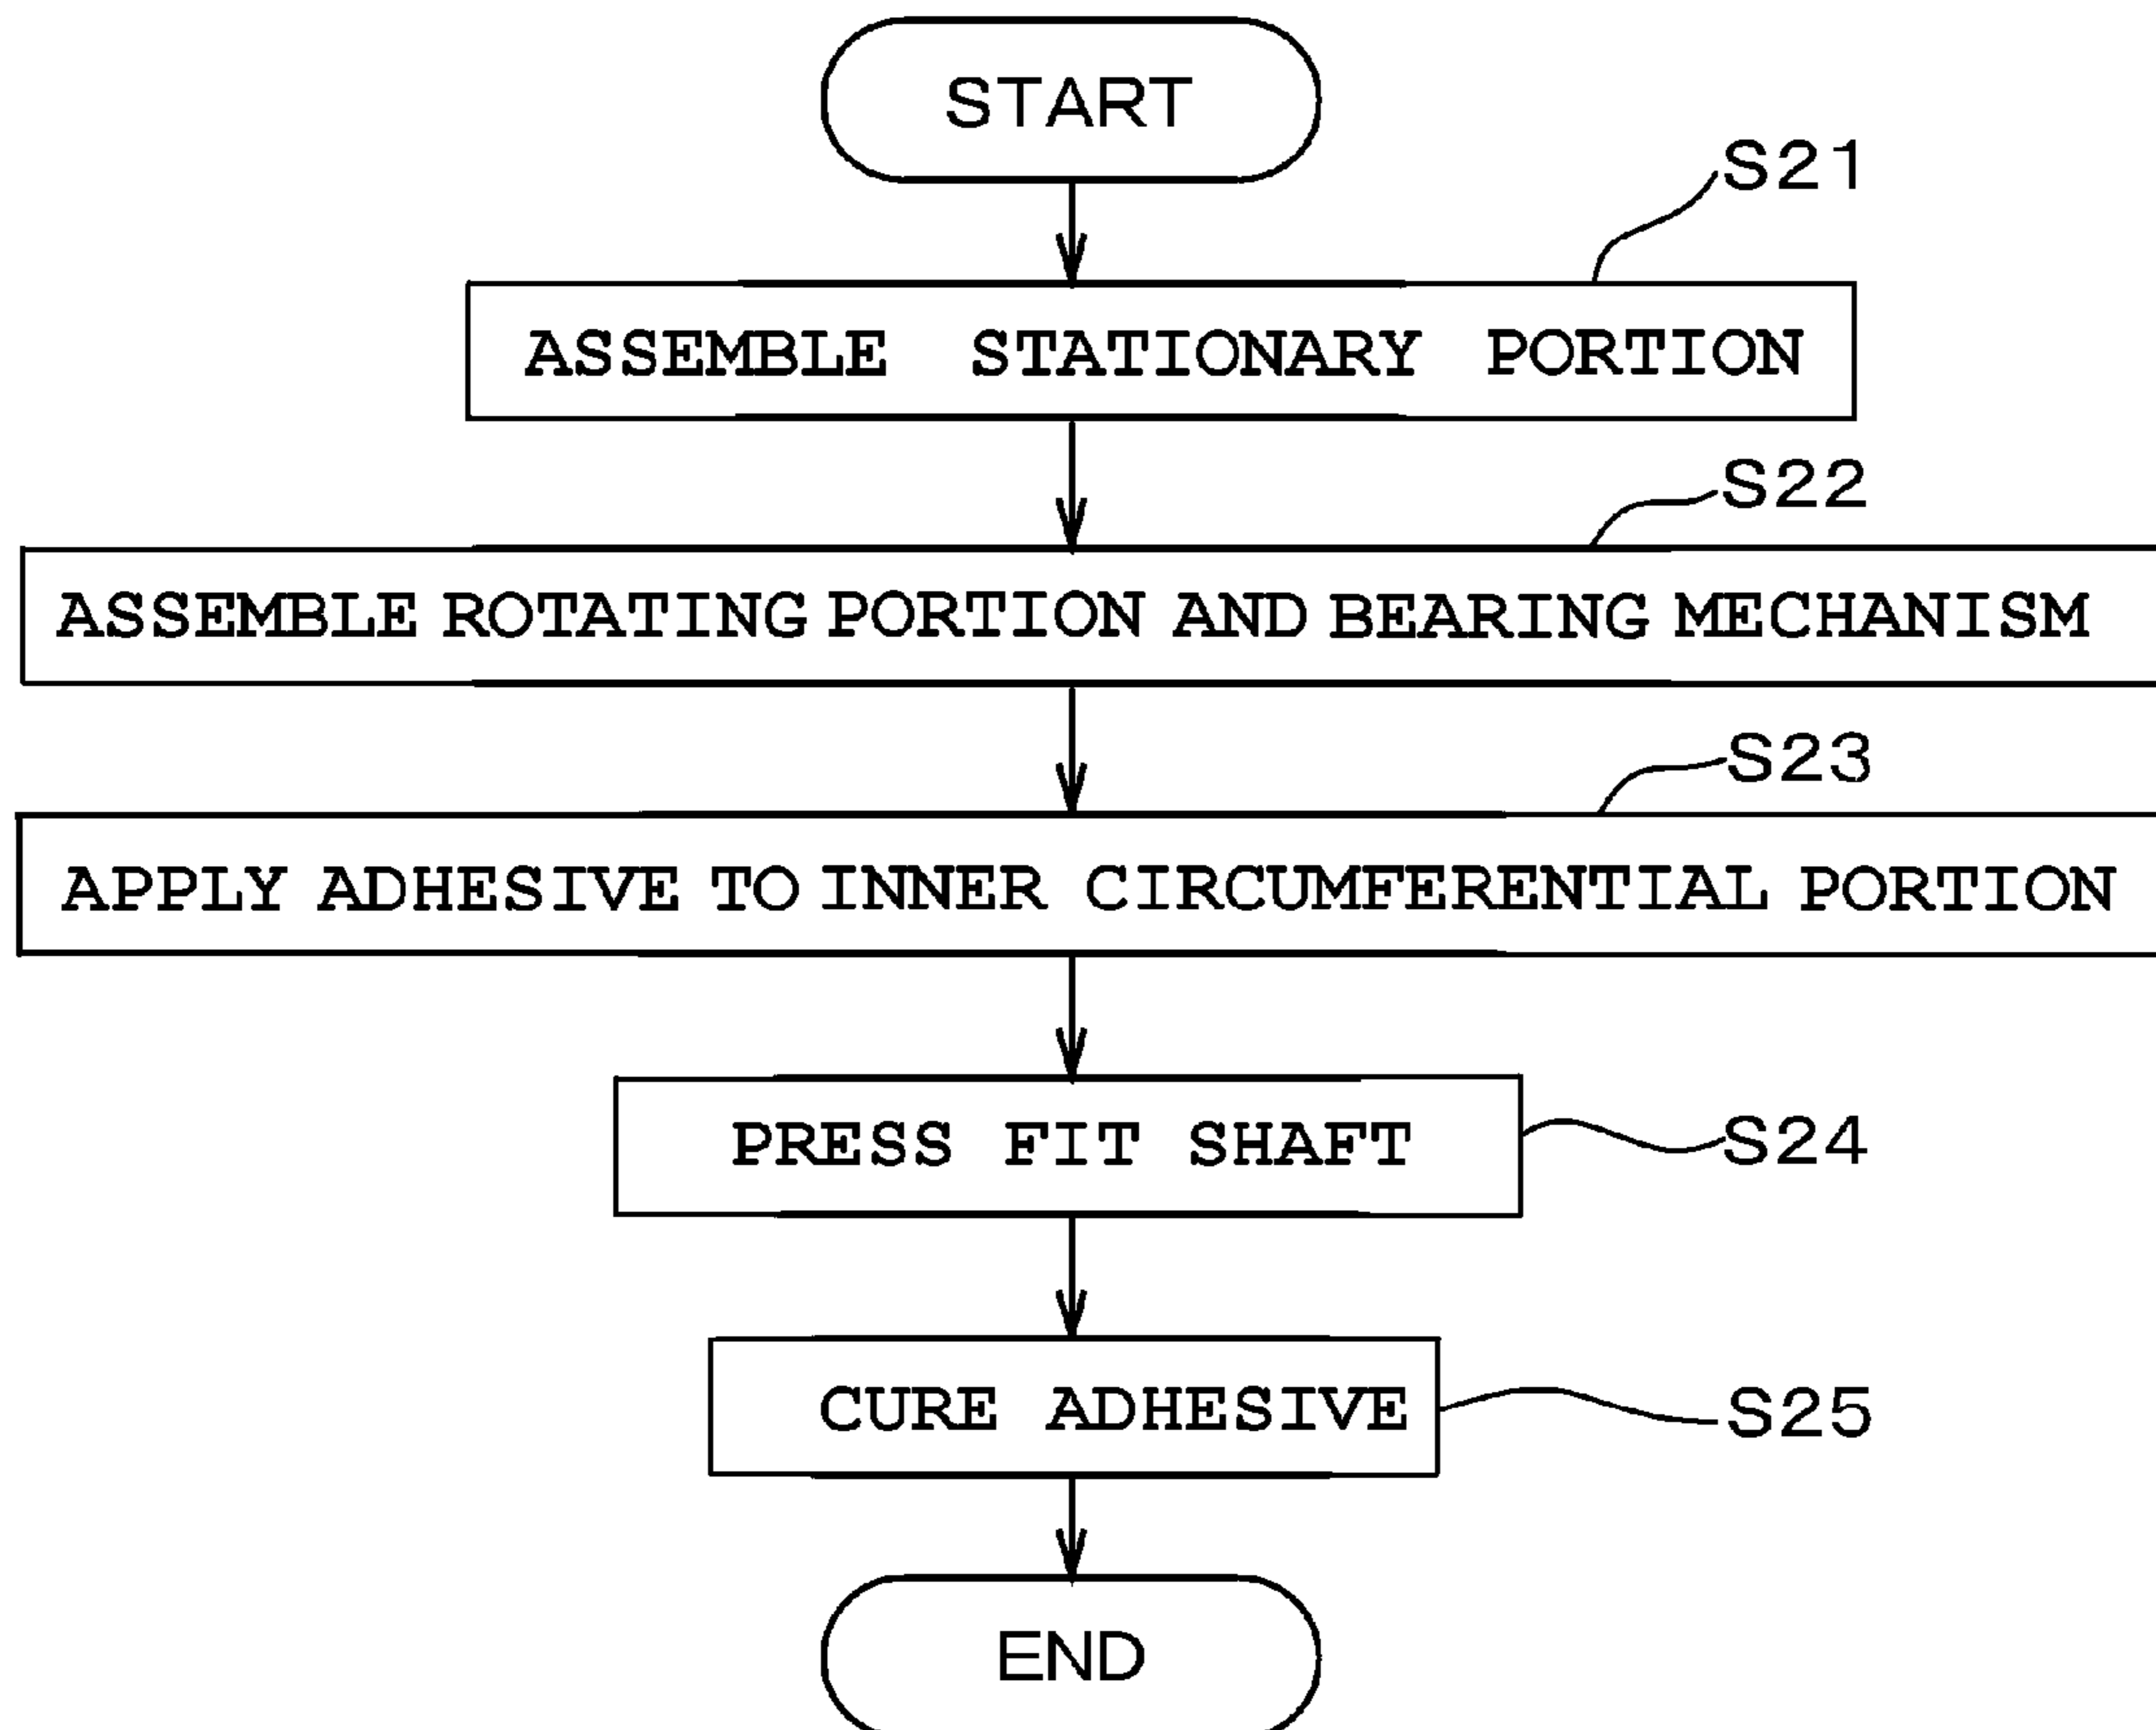 START
S21
ASSEMBLE STATIONARY PORTION
S22
ASSEMBLE ROTATING PORTION AND BEARING MECHANISM
S23
APPLY ADHESIVE TO INNER CIRCUMFERENTIAL PORTION
PRESS FIT SHAFT
S24
CURE ADHESIVE
S25
END